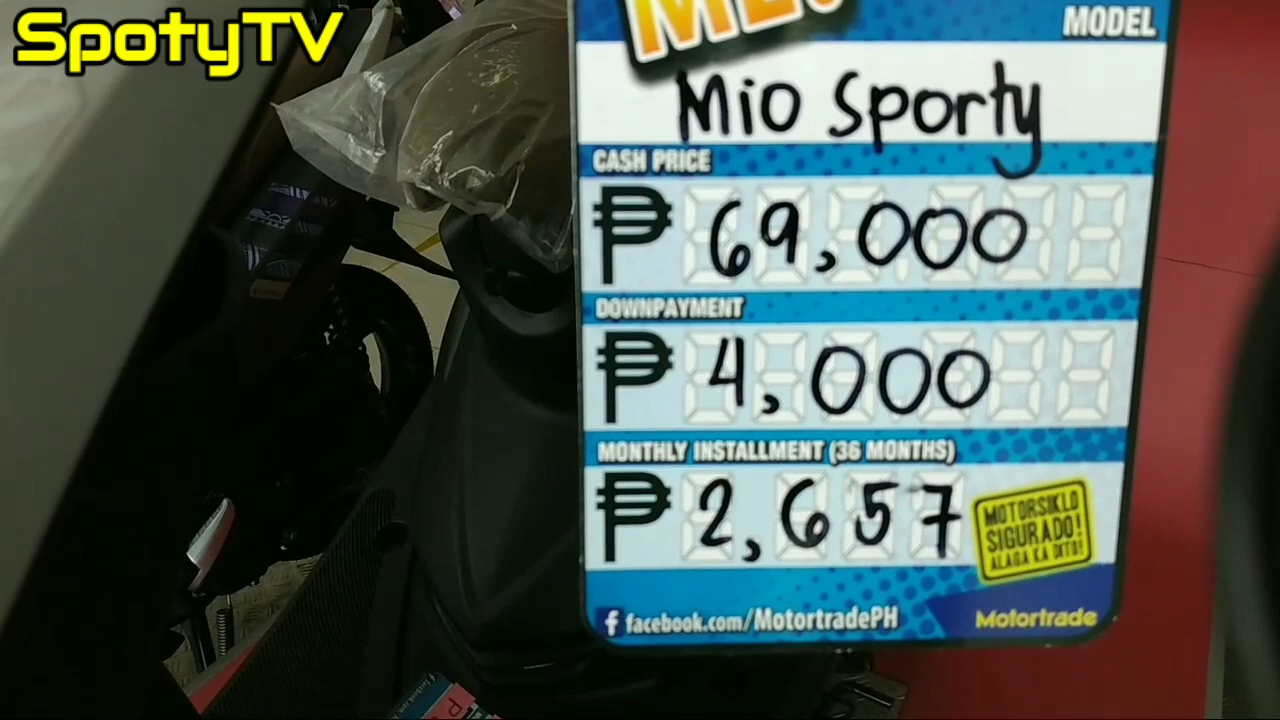 SpotyTV
ME!
MODEL
Mio Sporty
CASH PRICE
₱ 69,000
DOWNPAYMENT
₱ 4,000
MONTHLY INSTALLMENT (36 MONTHS)
₱ 2,657
MOTORSIKLO
SIGURADO!
ALAGA KA DITO!
facebook.com/MotortradePH
Motortrade